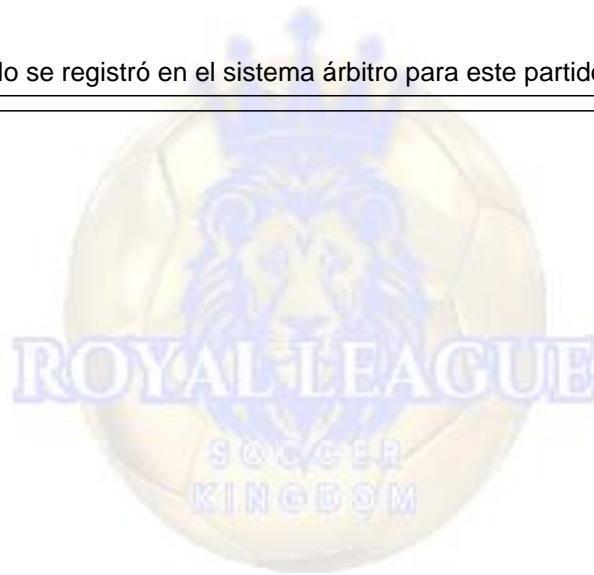 lo se registró en el sistema árbitro para este partido
ROYAL LEAGUE
SOCCER
KINGDOM